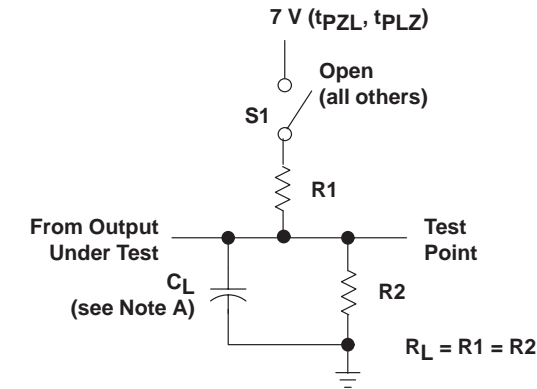 7 V (tPZL, tPLZ)
Open
(all others)
S1
R1
From Output
Under Test
Test
Point
CL
(see Note A)
R2
RL = R1 = R2